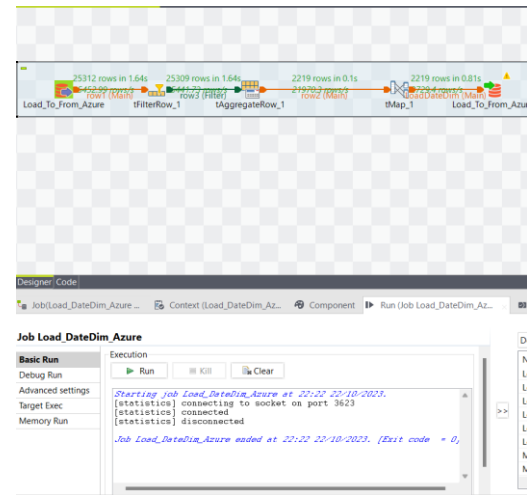 25312 rows in 1.64s
25309 rows in 1.64s
2219 rows in 0.1s
2219 rows in 0.81s
row1 (Main)
row3 (Filter)
row2 (Main)
LoadDateDim (Main)
Load_To_From_Azure
tFilterRow_1
tAggregateRow_1
tMap_1
Load_To_From_Azur
Designer Code
Job(Load_DateDim_Azure ...
Context (Load_DateDim_Az...
Component
Run (Job Load_DateDim_Az...
Job Load_DateDim_Azure
Basic Run
Debug Run
Advanced settings
Target Exec
Memory Run
Execution
Run
Kill
Clear
Starting job Load_DateDim_Azure at 22:22 22/10/2023.
[statistics] connecting to socket on port 3623
[statistics] connected
[statistics] disconnected
Job Load_DateDim_Azure ended at 22:22 22/10/2023. [Exit code = 0]
>>